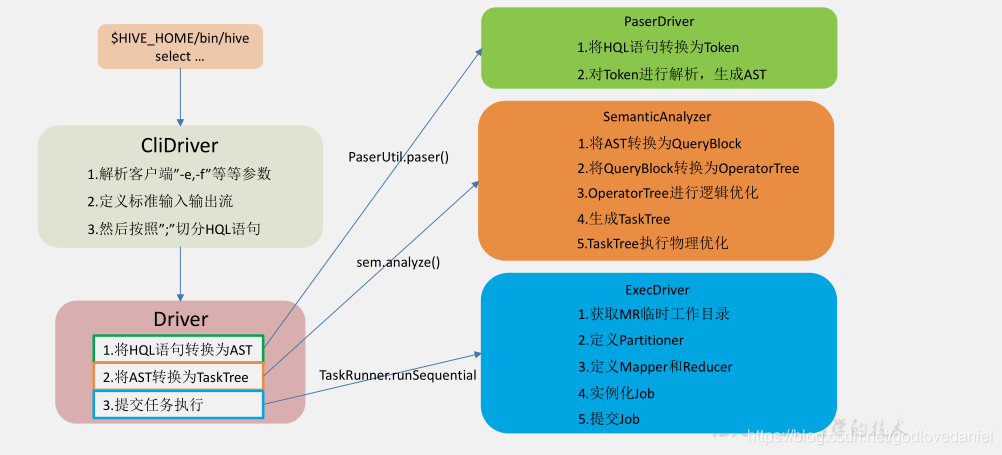 $HIVE_HOME/bin/hive
select ...
CliDriver
1.解析客户端”-e,-f”等等参数
2.定义标准输入输出流
3.然后按照”;”切分HQL语句
Driver
1.将HQL语句转换为AST
2.将AST转换为TaskTree
3.提交任务执行
PaserUtil.paser()
sem.analyze()
TaskRunner.runSequential
PaserDriver
1.将HQL语句转换为Token
2.对Token进行解析，生成AST
SemanticAnalyzer
1.将AST转换为QueryBlock
2.将QueryBlock转换为OperatorTree
3.OperatorTree进行逻辑优化
4.生成TaskTree
5.TaskTree执行物理优化
ExecDriver
1.获取MR临时工作目录
2.定义Partitioner
3.定义Mapper和Reducer
4.实例化Job
5.提交Job
的技术
https://blog.csdn.net/godlovedaniel